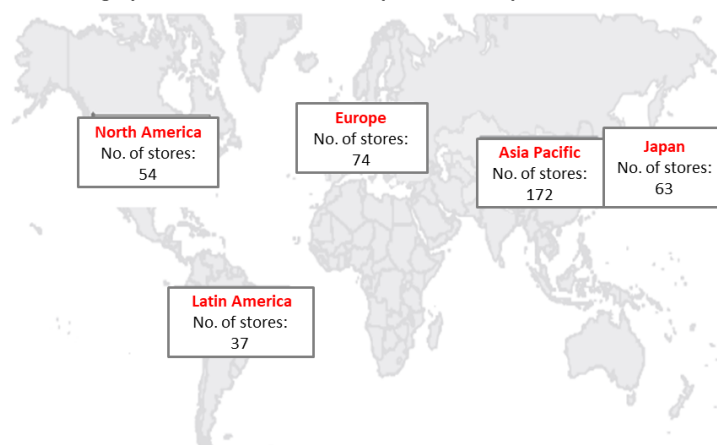 North America
No. of stores:
54
Europe
No. of stores:
74
Asia Pacific
No. of stores:
172
Japan
No. of stores:
63
Latin America
No. of stores:
37